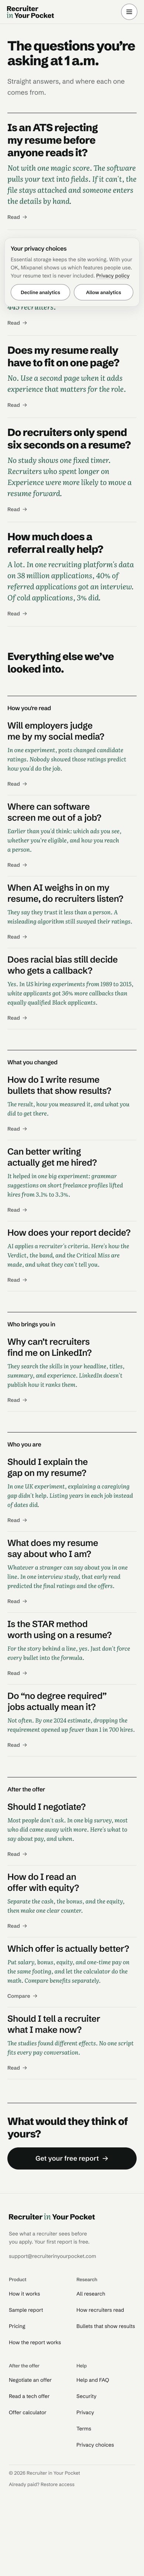 Recruiter
in Your Pocket
The questions you’re
asking at 1 a.m.
Straight answers, and where each one
comes from.
Is an ATS rejecting
my resume before
anyone reads it?
Not with one magic score. The software
pulls your text into fields. If it can't, the
file stays attached and someone enters
the details by hand.
Read →
Your privacy choices
Essential storage keeps the site working. With your
OK, Mixpanel shows us which features people use.
Your resume text is never included. Privacy policy
Decline analytics
Allow analytics
Read →
Does my resume really
have to fit on one page?
No. Use a second page when it adds
experience that matters for the role.
Read →
Do recruiters only spend
six seconds on a resume?
No study shows one fixed timer.
Recruiters who spent longer on
Experience were more likely to move a
resume forward.
Read →
How much does a
referral really help?
A lot. In one recruiting platform's data
on 38 million applications, 40% of
referred applications got an interview.
Of cold applications, 3% did.
Read →
Everything else we’ve
looked into.
How you're read
Will employers judge
me by my social media?
In one experiment, posts changed candidate
ratings. Nobody showed those ratings predict
how you'd do the job.
Read →
Where can software
screen me out of a job?
Earlier than you'd think: which ads you see,
whether you're eligible, and how you reach
a person.
Read →
When AI weighs in on my
resume, do recruiters listen?
They say they trust it less than a person. A
misleading algorithm still swayed their ratings.
Read →
Does racial bias still decide
who gets a callback?
Yes. In US hiring experiments from 1989 to 2015,
white applicants got 36% more callbacks than
equally qualified Black applicants.
Read →
What you changed
How do I write resume
bullets that show results?
The result, how you measured it, and what you
did to get there.
Read →
Can better writing
actually get me hired?
It helped in one big experiment: grammar
suggestions on short freelance profiles lifted
hires from 3.1% to 3.3%.
Read →
How does your report decide?
AI applies a recruiter's criteria. Here's how the
Verdict, the band, and the Critical Miss are
made, and what they can't tell you.
Read →
Who brings you in
Why can’t recruiters
find me on LinkedIn?
They search the skills in your headline, titles,
summary, and experience. LinkedIn doesn't
publish how it ranks them.
Read →
Who you are
Should I explain the
gap on my resume?
In one UK experiment, explaining a caregiving
gap didn't help. Listing years in each job instead
of dates did.
Read →
What does my resume
say about who I am?
Whatever a stranger can say about you in one
line. In one interview study, that early read
predicted the final ratings and the offers.
Read →
Is the STAR method
worth using on a resume?
For the story behind a line, yes. Just don't force
every bullet into the formula.
Read →
Do “no degree required”
jobs actually mean it?
Not often. By one 2024 estimate, dropping the
requirement opened up fewer than 1 in 700 hires.
Read →
After the offer
Should I negotiate?
Most people don't ask. In one big survey, most
who did came away with more. Here's what to
say about pay, and when.
Read →
How do I read an
offer with equity?
Separate the cash, the bonus, and the equity,
then make one clear counter.
Read →
Which offer is actually better?
Put salary, bonus, equity, and one-time pay on
the same footing, and let the calculator do the
math. Compare benefits separately.
Compare →
Should I tell a recruiter
what I make now?
The studies found different effects. No one script
fits every pay conversation.
Read →
What would they think of
yours?
Get your free report →
Recruiter in Your Pocket
See what a recruiter sees before
you apply. Your first report is free.
support@recruiterinyourpocket.com
Product
Research
How it works
All research
Sample report
How recruiters read
Pricing
Bullets that show results
How the report works
After the offer
Help
Negotiate an offer
Help and FAQ
Read a tech offer
Security
Offer calculator
Privacy
Terms
Privacy choices
© 2026 Recruiter in Your Pocket
Already paid? Restore access